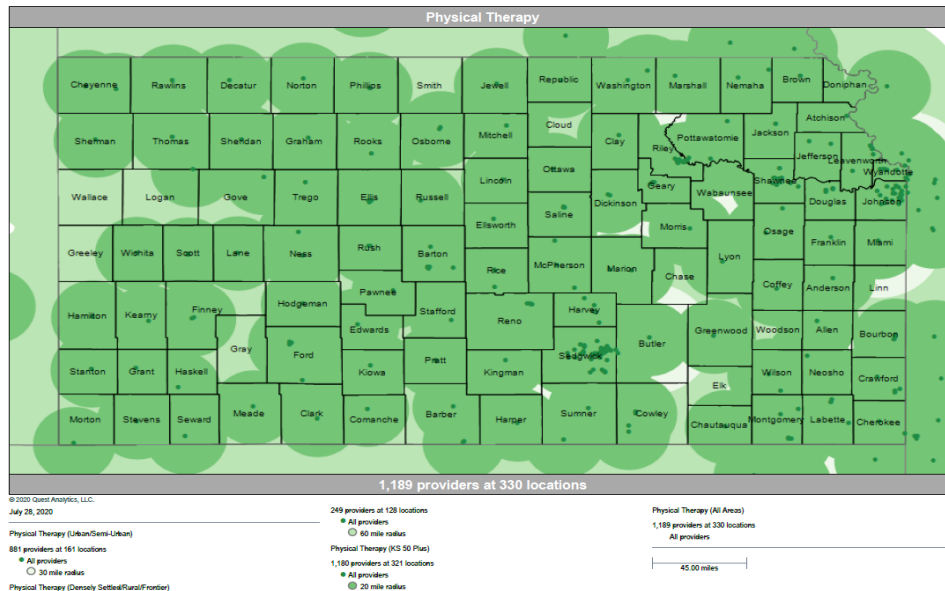 Physical Therapy
Cheyenne Rawlins Decatur Norton Phillips Smith Jewell Republic Washington Marshall Nemaha Brown Doniphan
Sherman Thomas Sheridan Graham Rooks Osborne Mitchell Cloud Clay Riley Pottawatomie Jackson Atchison
Jefferson Leavenworth
Wallace Logan Gove Trego Ellis Russell Lincoln Ottawa Dickinson Geary Wabaunsee Shawnee Wyandotte
Douglas Johnson
Ellsworth Saline Morris
Greeley Wichita Scott Lane Ness Rush Barton Rice McPherson Marion Chase Lyon Osage Franklin Miami
Hamilton Kearny Finney Hodgeman Pawnee Stafford Reno Harvey Coffey Anderson Linn
Gray Ford Edwards Sedgwick Butler Greenwood Woodson Allen Bourbon
Stanton Grant Haskell Kiowa Pratt Kingman Elk Wilson Neosho Crawford
Morton Stevens Seward Meade Clark Comanche Barber Harper Sumner Cowley Chautauqua Montgomery Labette Cherokee
1,189 providers at 330 locations
© 2020 Quest Analytics, LLC.
July 28, 2020
Physical Therapy (Urban/Semi-Urban)
881 providers at 161 locations
All providers
30 mile radius
Physical Therapy (Densely Settled/Rural/Frontier)
249 providers at 128 locations
All providers
60 mile radius
Physical Therapy (KS 50 Plus)
1,180 providers at 321 locations
All providers
20 mile radius
Physical Therapy (All Areas)
1,189 providers at 330 locations
All providers
45.00 miles